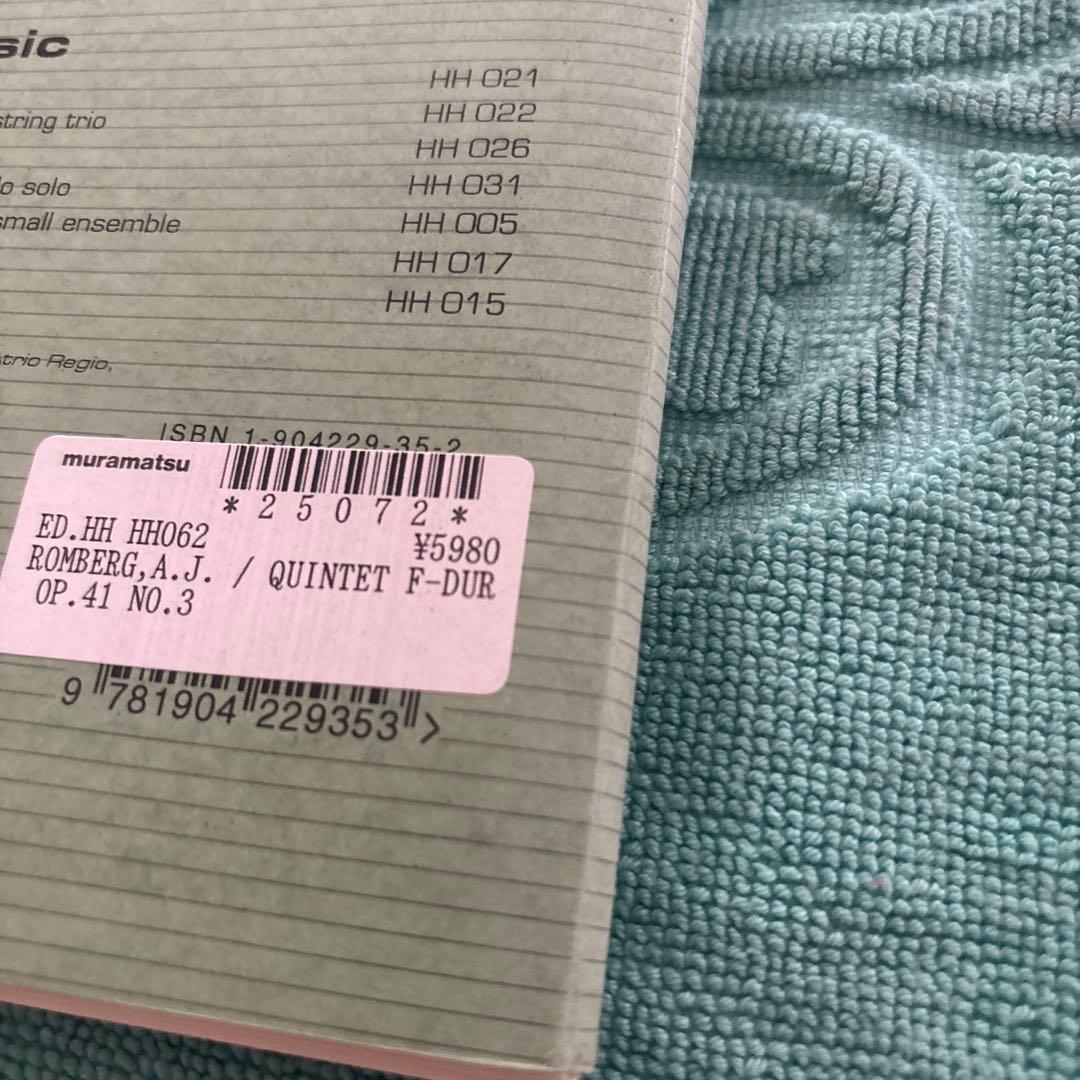 sic
HH 021
string trio HH 022
HH 026
lo solo HH 031
small ensemble HH 005
HH 017
HH 015
Atrio Regio,
ISBN 1-904229-35-2
muramatsu
*25072*
ED.HH HH062 ¥5980
ROMBERG,A.J. / QUINTET F-DUR
OP.41 NO.3
9 781904 229353 >